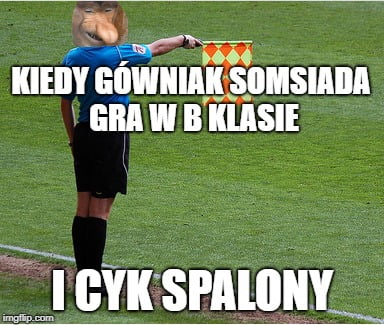 KIEDY GÓWNIAK SOMSIADA
GRA W B KLASIE
I CYK SPALONY
imgflip.com